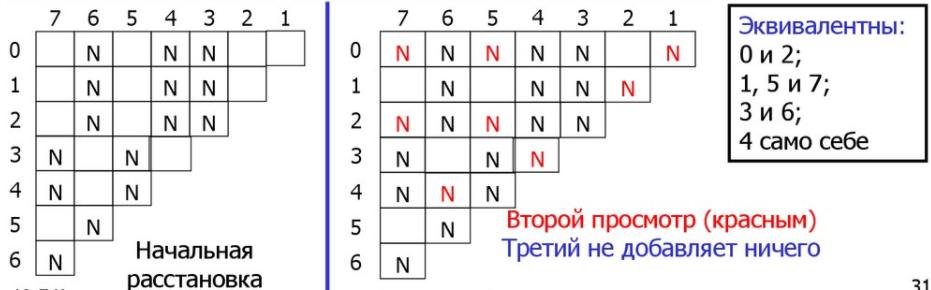 7 6 5 4 3 2 1
0 N N N
1 N N N
2 N N N
3 N N
4 N N
5 N
6 N
Начальная
расстановка
7 6 5 4 3 2 1
0 N N N N N N
1 N N N N
2 N N N N N
3 N N N
4 N N N
5 N
6 N
Второй просмотр (красным)
Третий не добавляет ничего
Эквивалентны:
0 и 2;
1, 5 и 7;
3 и 6;
4 само себе
31